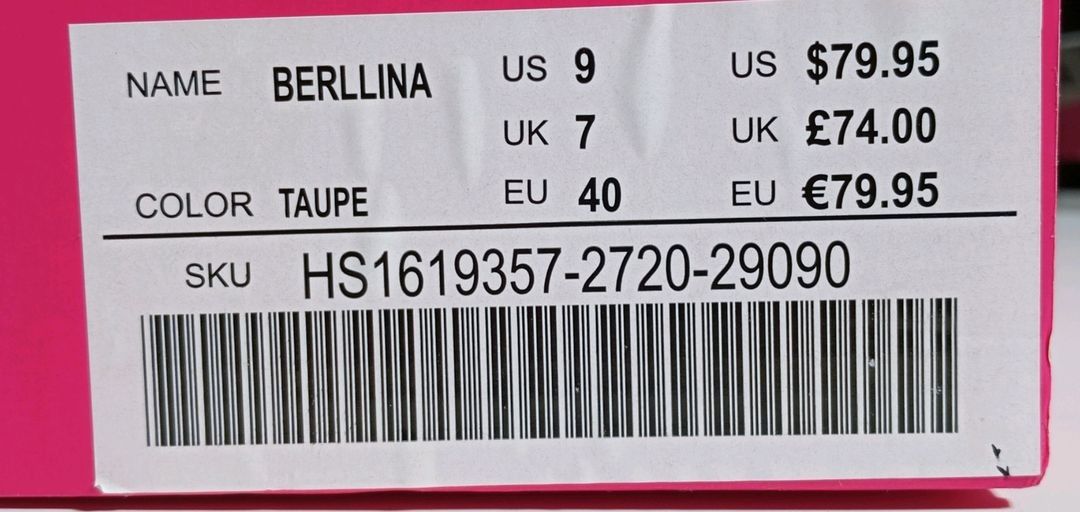 NAME BERLLINA US 9 US $79.95
UK 7 UK £74.00
COLOR TAUPE EU 40 EU €79.95
SKU HS1619357-2720-29090